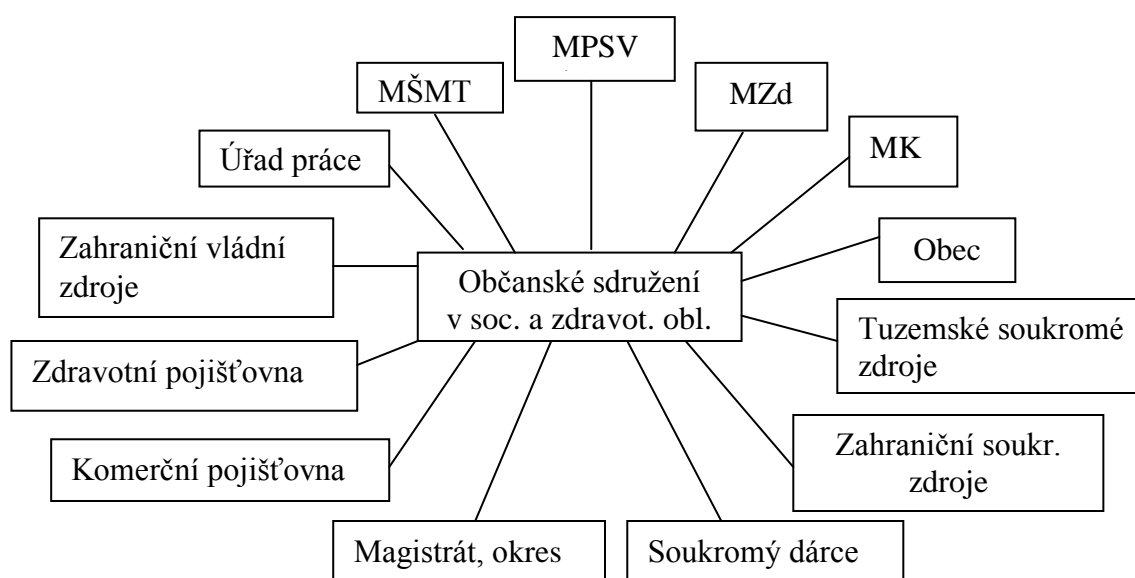 MPSV
MŠMT
MZd
MK
Úřad práce
Zahraniční vládní
zdroje
Obec
Občanské sdružení
v soc. a zdravot. obl.
Tuzemské soukromé
zdroje
Zdravotní pojišťovna
Zahraniční soukr.
zdroje
Komerční pojišťovna
Magistrát, okres
Soukromý dárce